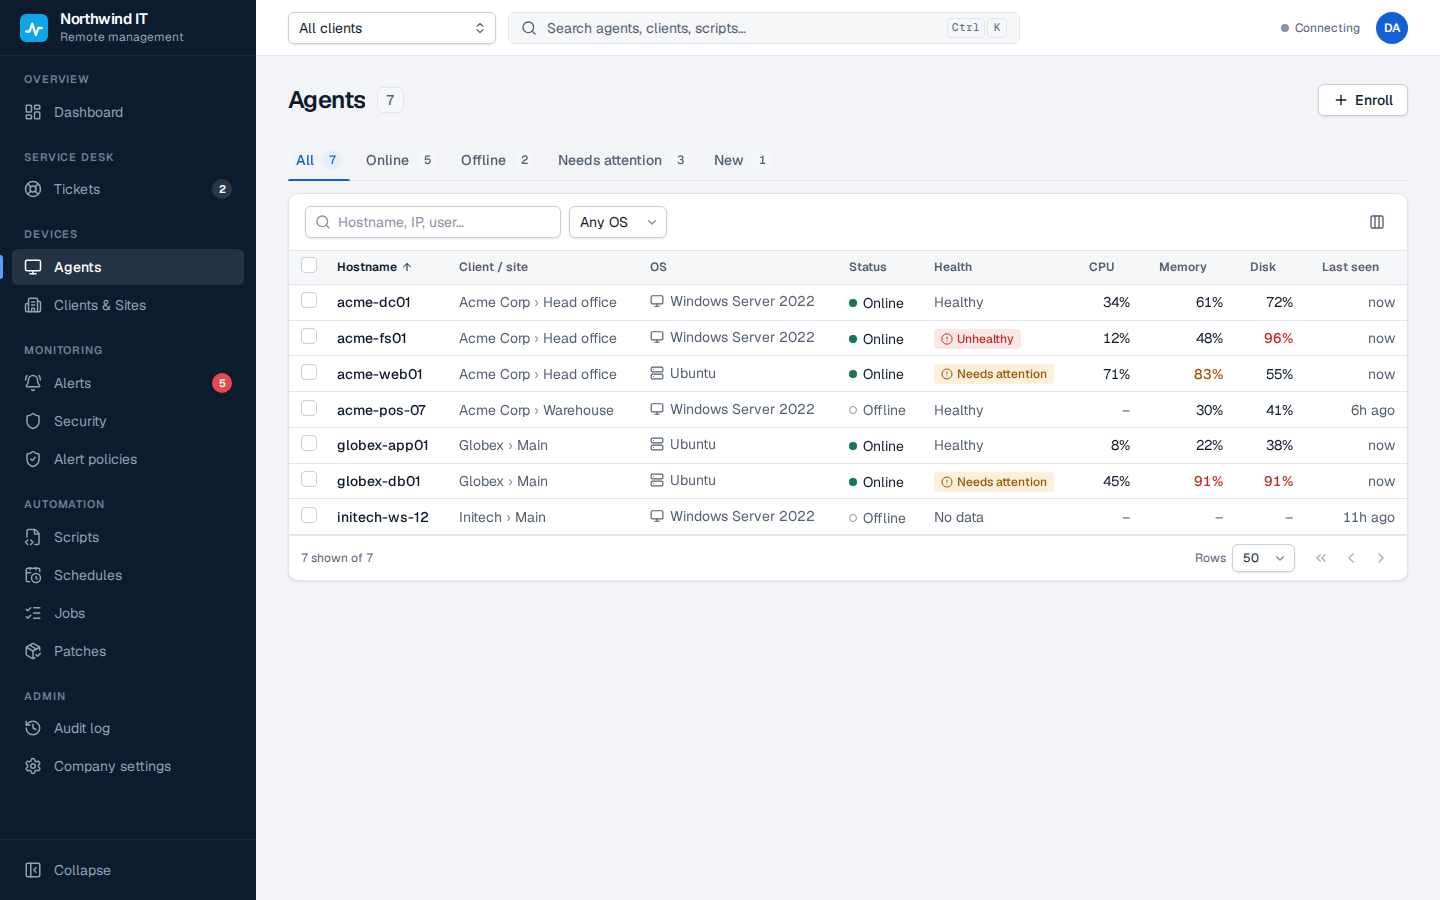 Northwind IT
Remote management
OVERVIEW
Dashboard
SERVICE DESK
Tickets 2
DEVICES
Agents
Clients & Sites
MONITORING
Alerts 5
Security
Alert policies
AUTOMATION
Scripts
Schedules
Jobs
Patches
ADMIN
Audit log
Company settings
Collapse
All clients Search agents, clients, scripts... Ctrl K Connecting DA
Agents 7 Enroll
All 7 Online 5 Offline 2 Needs attention 3 New 1
Hostname, IP, user... Any OS
Hostname ↑ Client / site OS Status Health CPU Memory Disk Last seen
acme-dc01 Acme Corp › Head office Windows Server 2022 Online Healthy 34% 61% 72% now
acme-fs01 Acme Corp › Head office Windows Server 2022 Online Unhealthy 12% 48% 96% now
acme-web01 Acme Corp › Head office Ubuntu Online Needs attention 71% 83% 55% now
acme-pos-07 Acme Corp › Warehouse Windows Server 2022 Offline Healthy – 30% 41% 6h ago
globex-app01 Globex › Main Ubuntu Online Healthy 8% 22% 38% now
globex-db01 Globex › Main Ubuntu Online Needs attention 45% 91% 91% now
initech-ws-12 Initech › Main Windows Server 2022 Offline No data – – – 11h ago
7 shown of 7 Rows 50